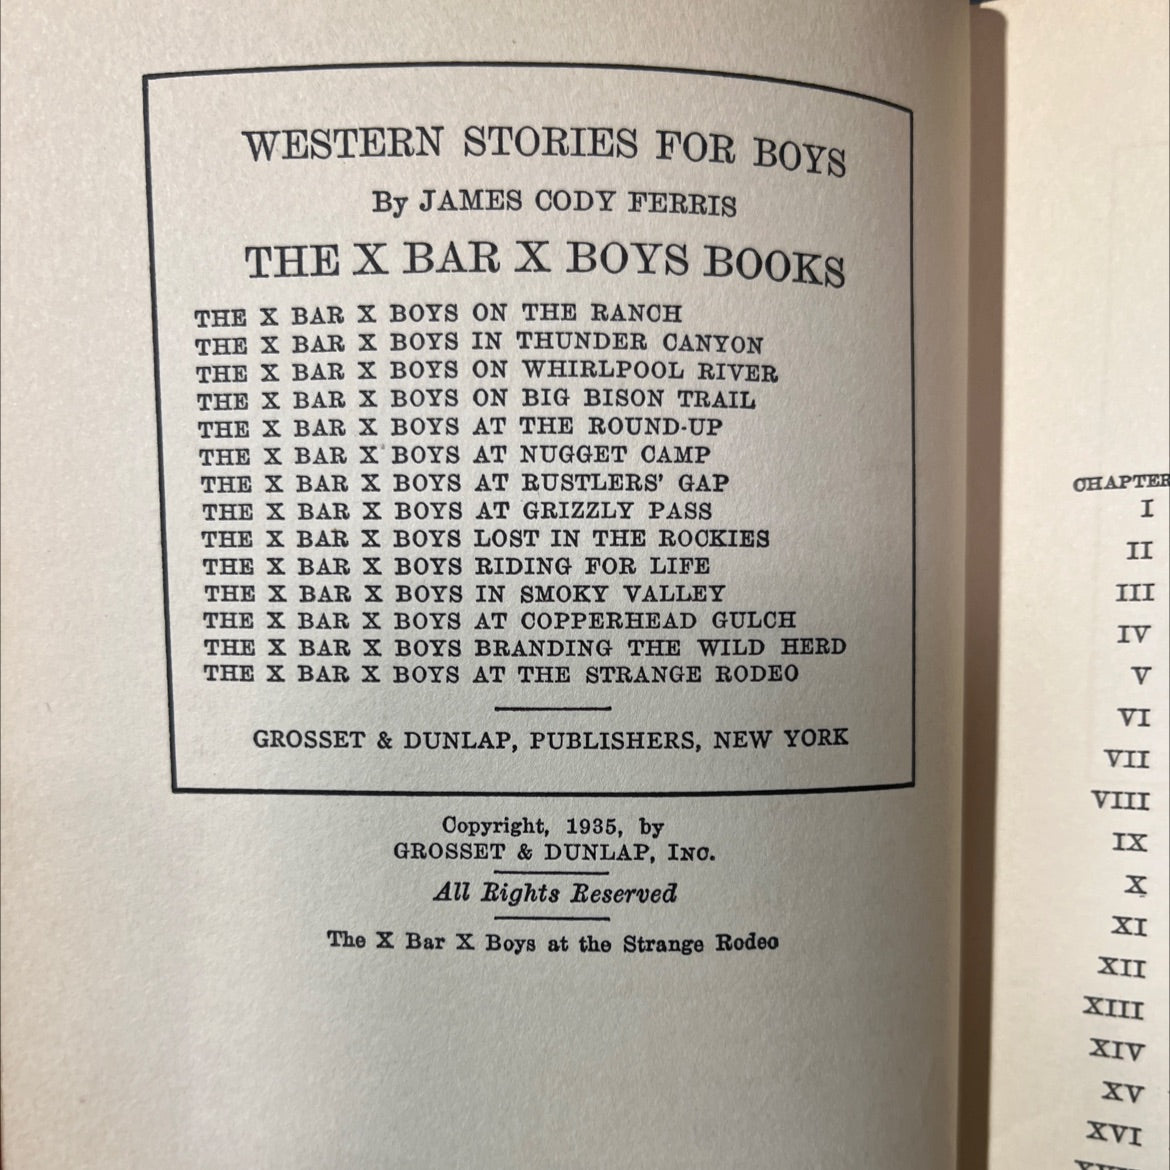 WESTERN STORIES FOR BOYS
By JAMES CODY FERRIS
THE X BAR X BOYS BOOKS
THE X BAR X BOYS ON THE RANCH
THE X BAR X BOYS IN THUNDER CANYON
THE X BAR X BOYS ON WHIRLPOOL RIVER
THE X BAR X BOYS ON BIG BISON TRAIL
THE X BAR X BOYS AT THE ROUND-UP
THE X BAR X BOYS AT NUGGET CAMP
THE X BAR X BOYS AT RUSTLERS' GAP
THE X BAR X BOYS AT GRIZZLY PASS
THE X BAR X BOYS LOST IN THE ROCKIES
THE X BAR X BOYS RIDING FOR LIFE
THE X BAR X BOYS IN SMOKY VALLEY
THE X BAR X BOYS AT COPPERHEAD GULCH
THE X BAR X BOYS BRANDING THE WILD HERD
THE X BAR X BOYS AT THE STRANGE RODEO
GROSSET & DUNLAP, PUBLISHERS, NEW YORK
Copyright, 1935, by
GROSSET & DUNLAP, INC.
All Rights Reserved
The X Bar X Boys at the Strange Rodeo
CHAPTER
I
II
III
IV
V
VI
VII
VIII
IX
X
XI
XII
XIII
XIV
XV
XVI